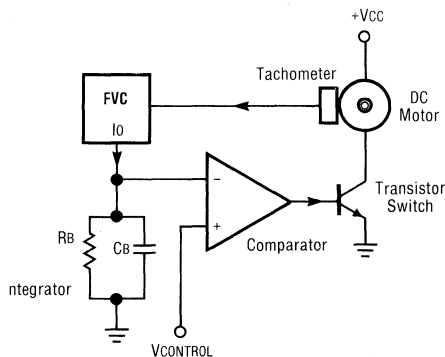 +VCC
Tachometer
FVC
DC
Motor
IO
Transistor
Switch
−
+
Comparator
RB
CB
ntegrator
VCONTROL